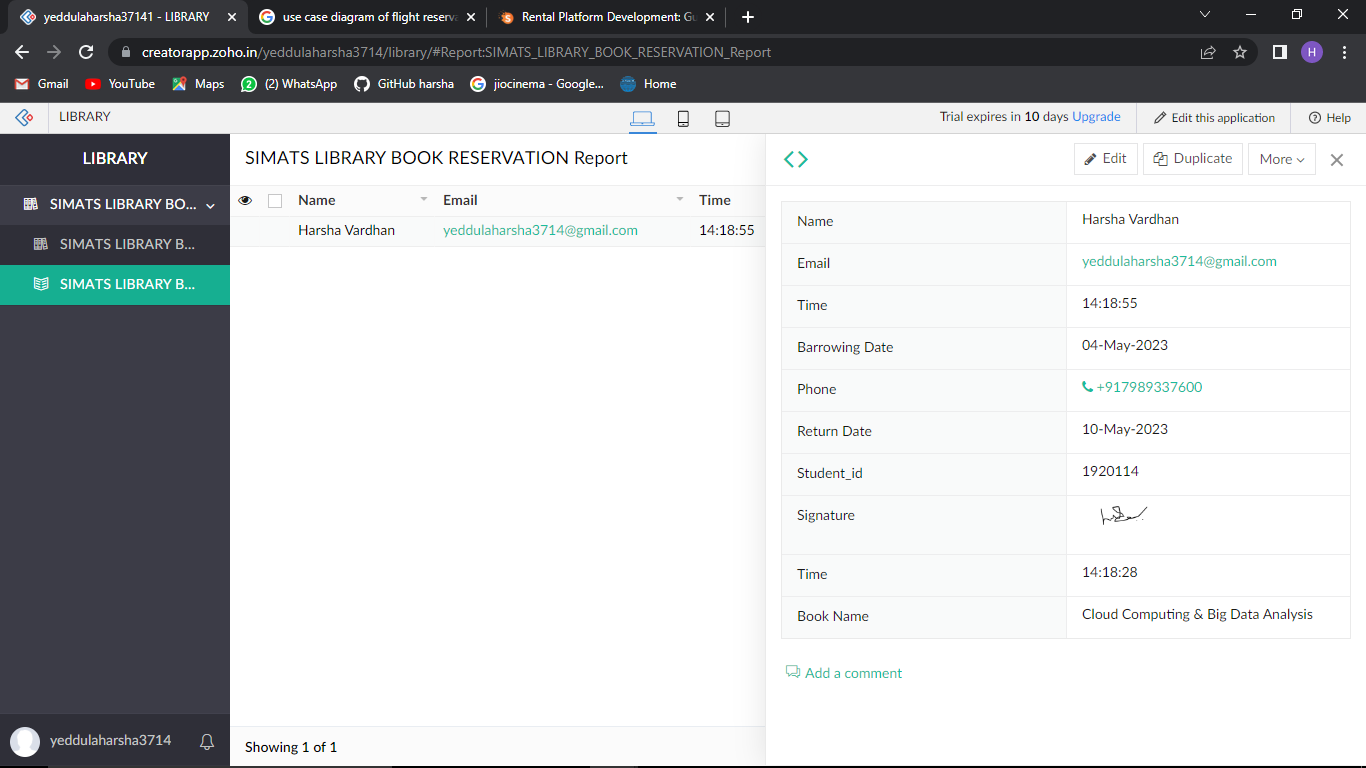 yeddulaharsha37141 - LIBRARY
use case diagram of flight reserva
Rental Platform Development: Gu
creatorapp.zoho.in/yeddulaharsha3714/library/#Report:SIMATS_LIBRARY_BOOK_RESERVATION_Report
H
Gmail
YouTube
Maps
2
(2) WhatsApp
GitHub harsha
jiocinema - Google...
Home
LIBRARY
Trial expires in 10 days Upgrade
Edit this application
Help
LIBRARY
SIMATS LIBRARY BO...
SIMATS LIBRARY B...
SIMATS LIBRARY B...
yeddulaharsha3714
SIMATS LIBRARY BOOK RESERVATION Report
Name Email Time
Harsha Vardhan yeddulaharsha3714@gmail.com 14:18:55
Showing 1 of 1
Edit
Duplicate
More
Name Harsha Vardhan
Email yeddulaharsha3714@gmail.com
Time 14:18:55
Barrowing Date 04-May-2023
Phone +917989337600
Return Date 10-May-2023
Student_id 1920114
Signature
Time 14:18:28
Book Name Cloud Computing & Big Data Analysis
Add a comment